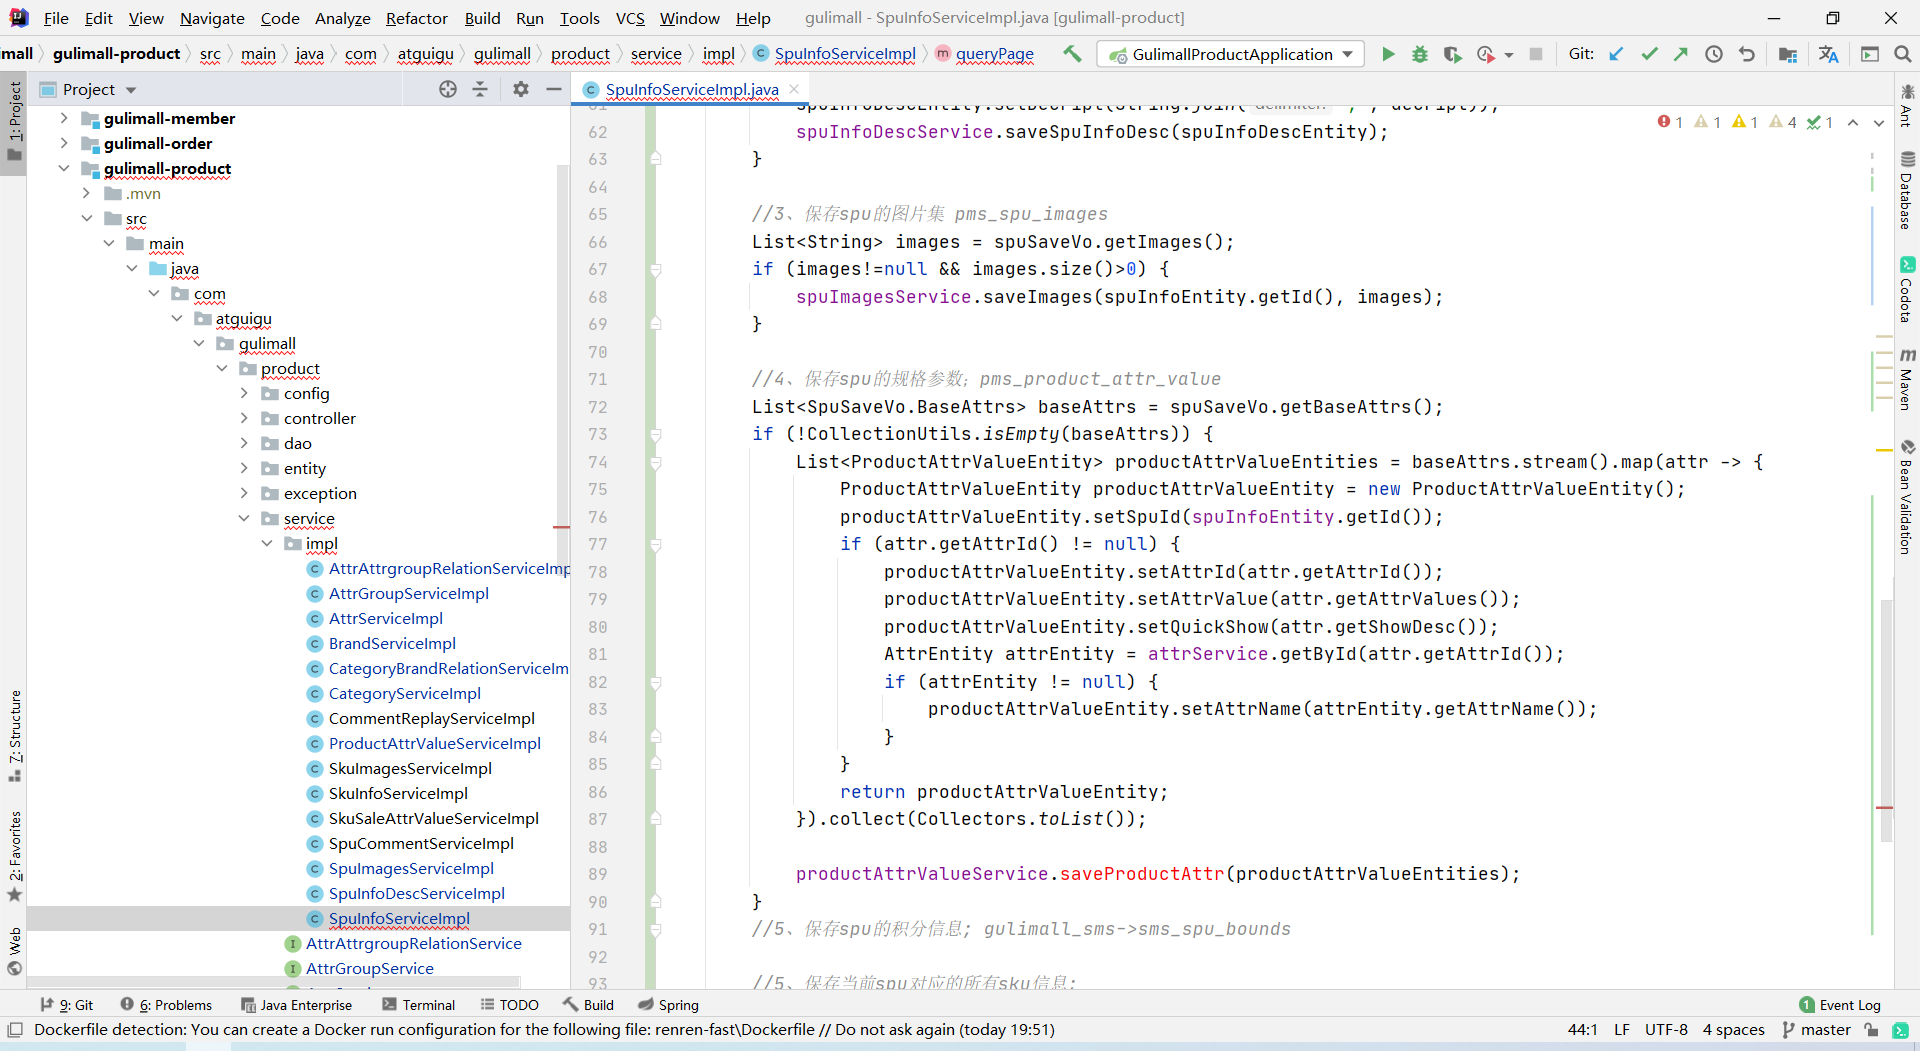 File Edit View Navigate Code Analyze Refactor Build Run Tools VCS Window Help gulimall - SpuInfoServiceImpl.java [gulimall-product]
mall gulimall-product src main java com atguigu gulimall product service impl SpuInfoServiceImpl queryPage GulimallProductApplication Git:
Project
SpuInfoServiceImpl.java
gulimall-member
gulimall-order
gulimall-product
.mvn
src
main
java
com
atguigu
gulimall
product
config
controller
dao
entity
exception
service
impl
AttrAttrgroupRelationServiceImp
AttrGroupServiceImpl
AttrServiceImpl
BrandServiceImpl
CategoryBrandRelationServiceIm
CategoryServiceImpl
CommentReplayServiceImpl
ProductAttrValueServiceImpl
SkuImagesServiceImpl
SkuInfoServiceImpl
SkuSaleAttrValueServiceImpl
SpuCommentServiceImpl
SpuImagesServiceImpl
SpuInfoDescServiceImpl
SpuInfoServiceImpl
AttrAttrgroupRelationService
AttrGroupService
1: Project
7: Structure
2: Favorites
Web
1 1 1 4 1
61 spuInfoDescEntity.setDecript(String.join( delimiter: ",", decript));
62 spuInfoDescService.saveSpuInfoDesc(spuInfoDescEntity);
63 }
64
65 //3、保存spu的图片集 pms_spu_images
66 List<String> images = spuSaveVo.getImages();
67 if (images!=null && images.size()>0) {
68 spuImagesService.saveImages(spuInfoEntity.getId(), images);
69 }
70
71 //4、保存spu的规格参数；pms_product_attr_value
72 List<SpuSaveVo.BaseAttrs> baseAttrs = spuSaveVo.getBaseAttrs();
73 if (!CollectionUtils.isEmpty(baseAttrs)) {
74 List<ProductAttrValueEntity> productAttrValueEntities = baseAttrs.stream().map(attr -> {
75 ProductAttrValueEntity productAttrValueEntity = new ProductAttrValueEntity();
76 productAttrValueEntity.setSpuId(spuInfoEntity.getId());
77 if (attr.getAttrId() != null) {
78 productAttrValueEntity.setAttrId(attr.getAttrId());
79 productAttrValueEntity.setAttrValue(attr.getAttrValues());
80 productAttrValueEntity.setQuickShow(attr.getShowDesc());
81 AttrEntity attrEntity = attrService.getById(attr.getAttrId());
82 if (attrEntity != null) {
83 productAttrValueEntity.setAttrName(attrEntity.getAttrName());
84 }
85 }
86 return productAttrValueEntity;
87 }).collect(Collectors.toList());
88
89 productAttrValueService.saveProductAttr(productAttrValueEntities);
90 }
91 //5、保存spu的积分信息；gulimall_sms->sms_spu_bounds
92
93 //5、保存当前spu对应的所有sku信息；
Ant
Database
Codota
Maven
Bean Validation
9: Git 6: Problems Java Enterprise Terminal TODO Build Spring 1 Event Log
Dockerfile detection: You can create a Docker run configuration for the following file: renren-fast\Dockerfile // Do not ask again (today 19:51) 44:1 LF UTF-8 4 spaces master